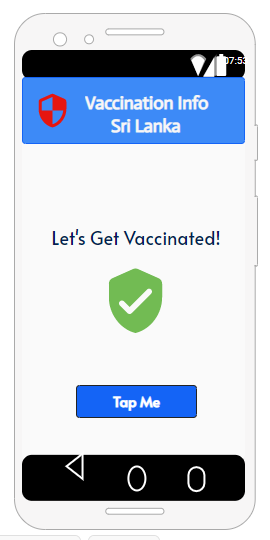 07:53
Vaccination Info
Sri Lanka
Let's Get Vaccinated!
Tap Me